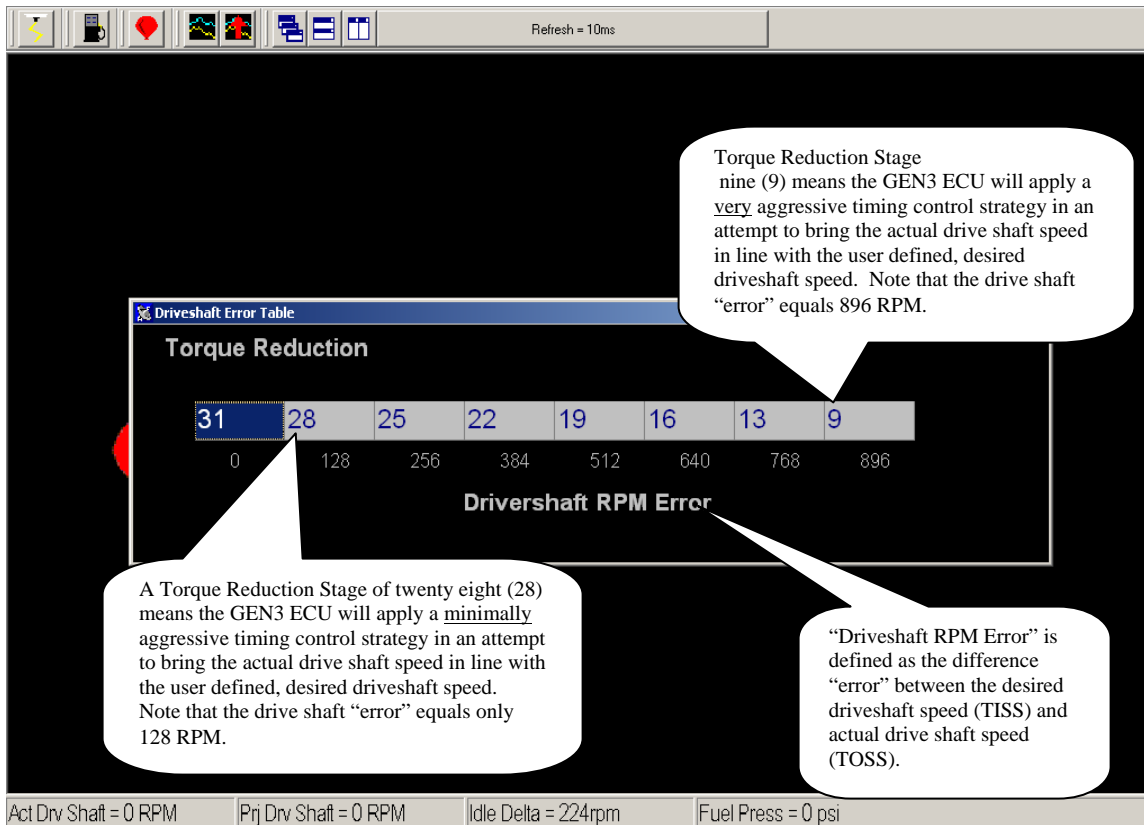 Refresh = 10ms
Torque Reduction Stage
nine (9) means the GEN3 ECU will apply a
very aggressive timing control strategy in an
attempt to bring the actual drive shaft speed
in line with the user defined, desired
driveshaft speed.  Note that the drive shaft
“error” equals 896 RPM.
Driveshaft Error Table
Torque Reduction
31 28 25 22 19 16 13 9
0 128 256 384 512 640 768 896
Drivershaft RPM Error
A Torque Reduction Stage of twenty eight (28)
means the GEN3 ECU will apply a minimally
aggressive timing control strategy in an attempt
to bring the actual drive shaft speed in line with
the user defined, desired driveshaft speed.
Note that the drive shaft “error” equals only
128 RPM.
“Driveshaft RPM Error” is
defined as the difference
“error” between the desired
driveshaft speed (TISS) and
actual drive shaft speed
(TOSS).
Act Drv Shaft = 0 RPM
Prj Drv Shaft = 0 RPM
Idle Delta = 224rpm
Fuel Press = 0 psi